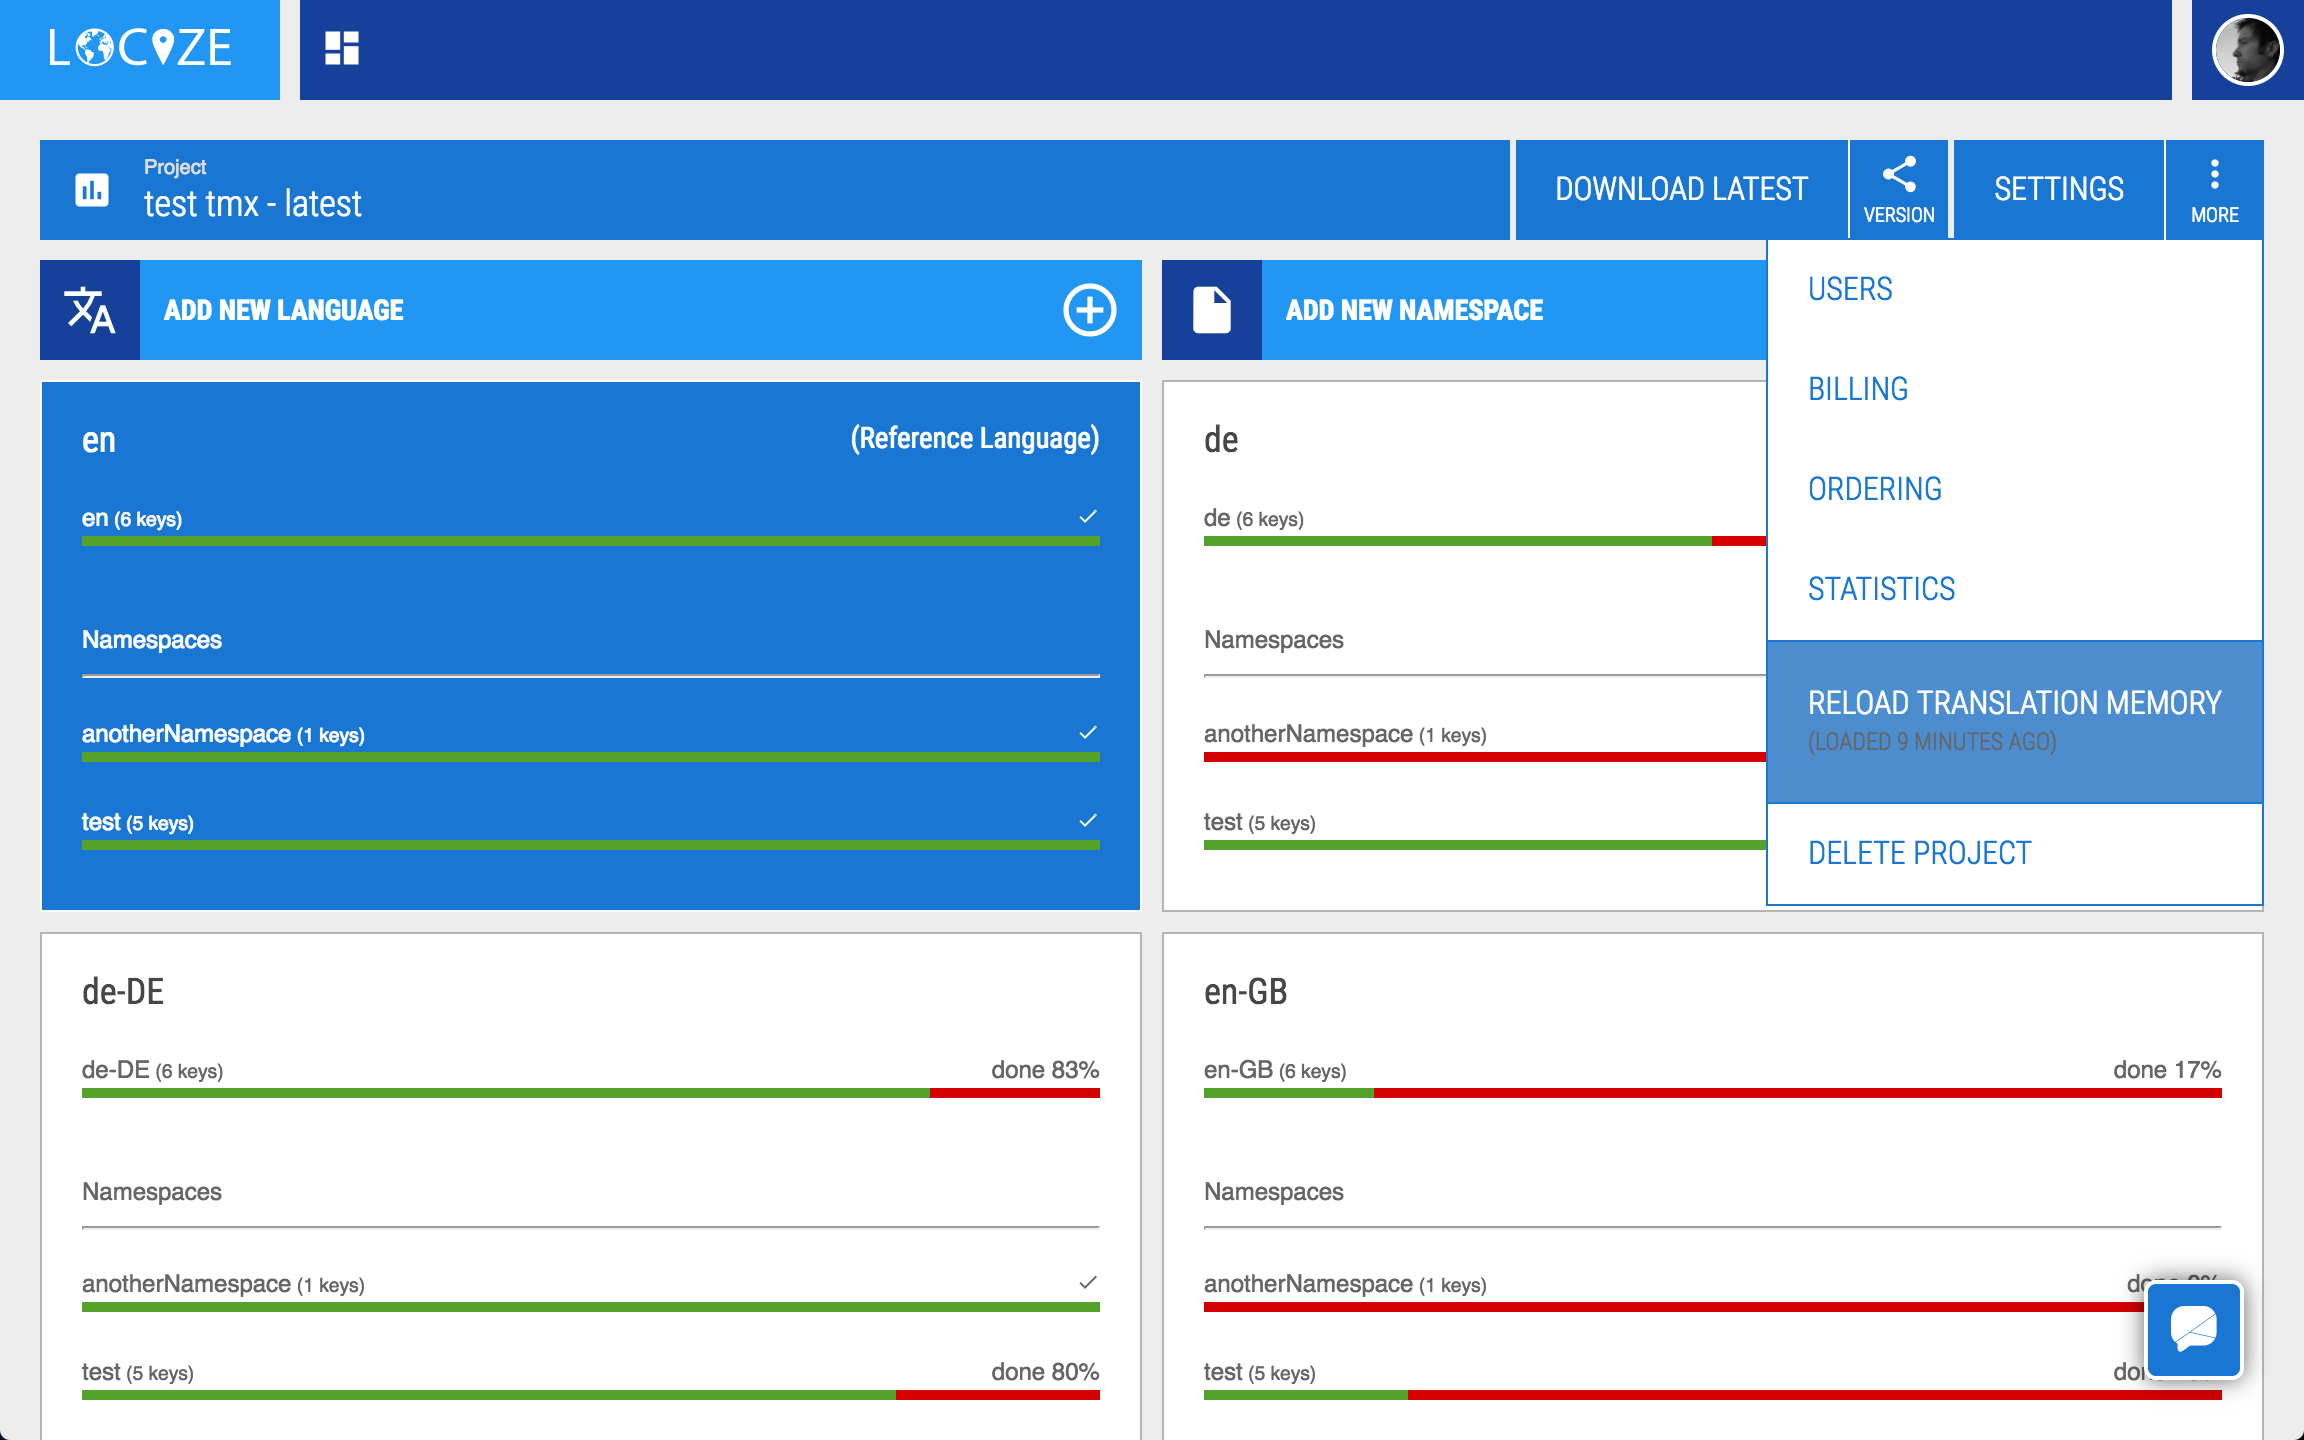 LOCIZE
Project
test tmx - latest
DOWNLOAD LATEST
VERSION
SETTINGS
MORE
ADD NEW LANGUAGE
ADD NEW NAMESPACE
USERS
BILLING
ORDERING
STATISTICS
RELOAD TRANSLATION MEMORY
(LOADED 9 MINUTES AGO)
DELETE PROJECT
en
(Reference Language)
en (6 keys)
Namespaces
anotherNamespace (1 keys)
test (5 keys)
de
de (6 keys)
Namespaces
anotherNamespace (1 keys)
test (5 keys)
de-DE
de-DE (6 keys)
done 83%
Namespaces
anotherNamespace (1 keys)
test (5 keys)
done 80%
en-GB
en-GB (6 keys)
done 17%
Namespaces
anotherNamespace (1 keys)
test (5 keys)